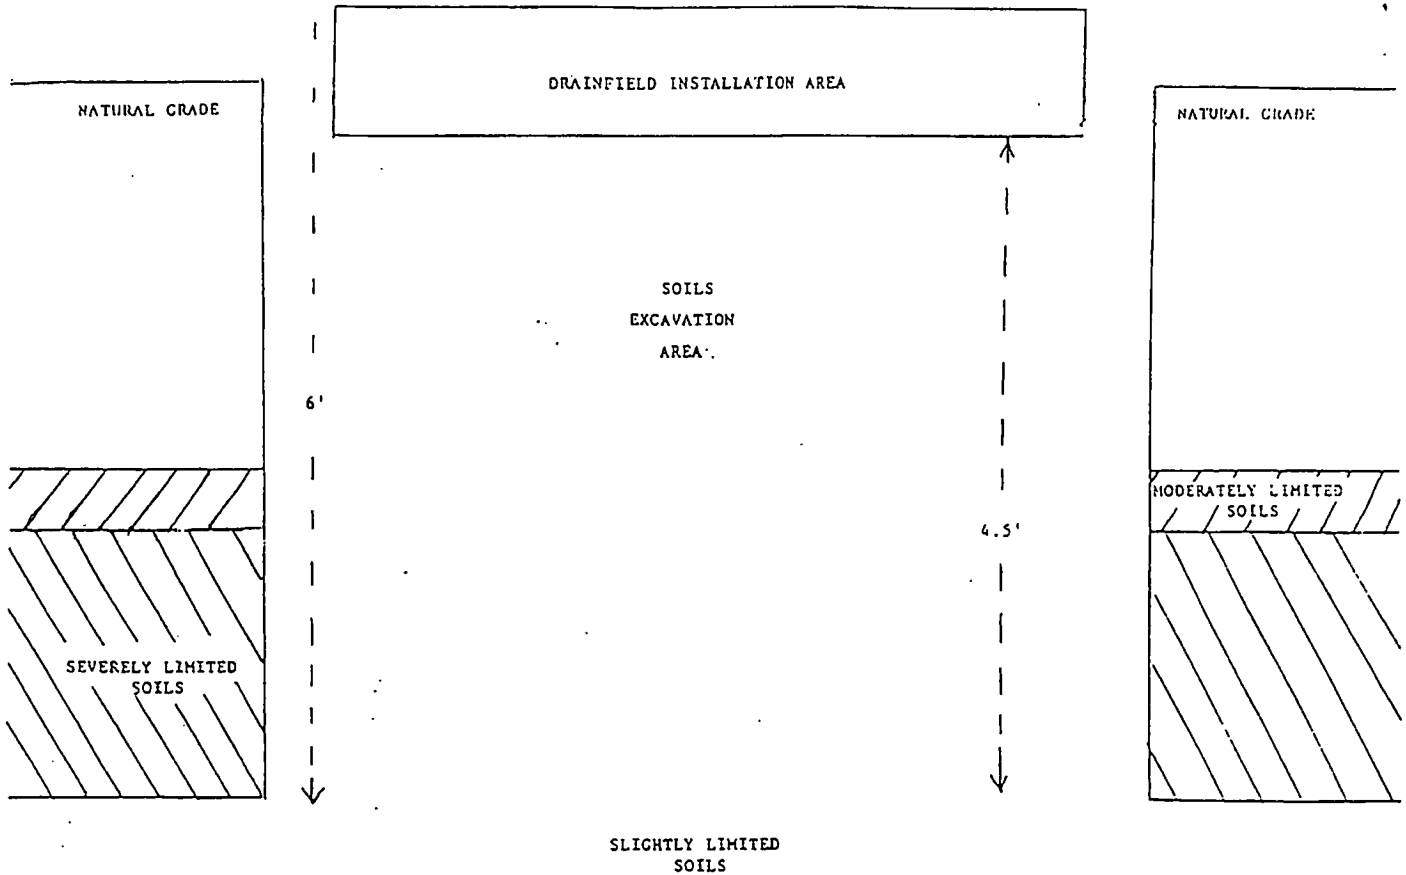 DRAINFIELD INSTALLATION AREA
NATURAL GRADE
NATURAL GRADE
SOILS
EXCAVATION
AREA
6'
MODERATELY LIMITED
SOILS
4.5'
SEVERELY LIMITED
SOILS
SLIGHTLY LIMITED
SOILS